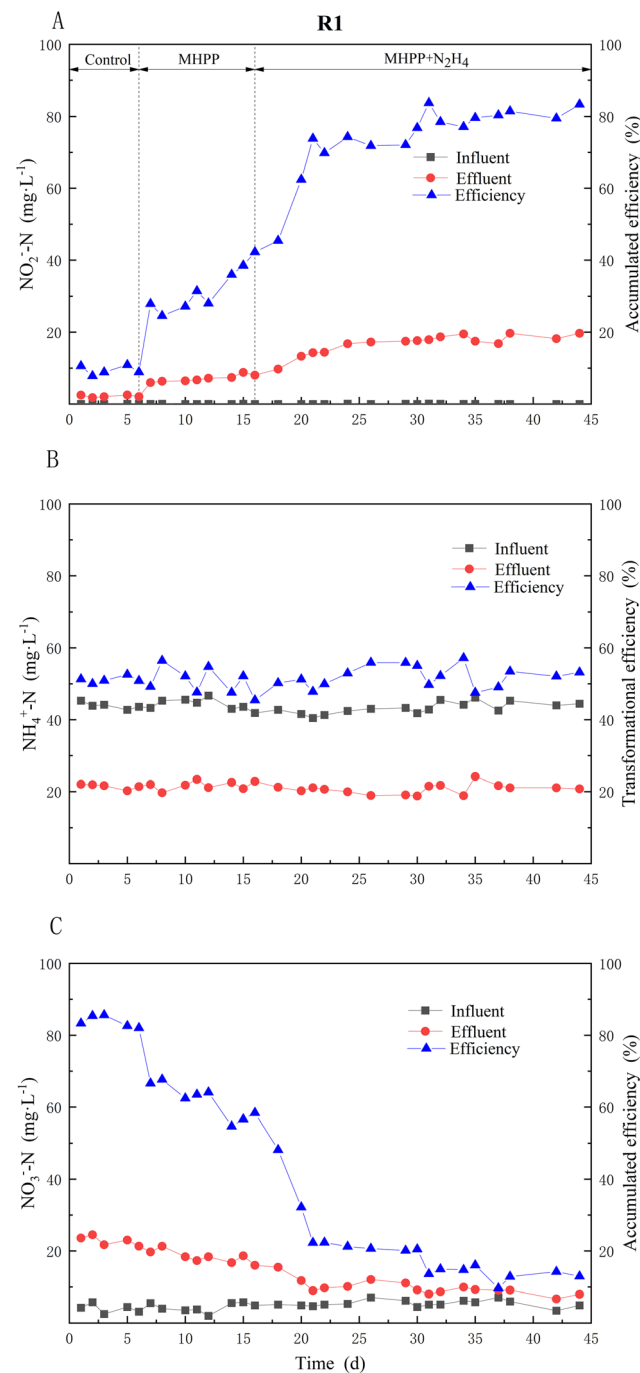 A
R1
Control
MHPP
MHPP+N₂H₄
100
80
60
40
20
100
80
60
40
20
NO₂⁻-N (mg·L⁻¹)
Accumulated efficiency (%)
Influent
Effluent
Efficiency
0 5 10 15 20 25 30 35 40 45
B
100
80
60
40
20
100
80
60
40
20
NH₄⁺-N (mg·L⁻¹)
Transformational efficiency (%)
Influent
Effluent
Efficiency
0 5 10 15 20 25 30 35 40 45
C
100
80
60
40
20
100
80
60
40
20
NO₃⁻-N (mg·L⁻¹)
Accumulated efficiency (%)
Influent
Effluent
Efficiency
0 5 10 15 20 25 30 35 40 45
Time (d)